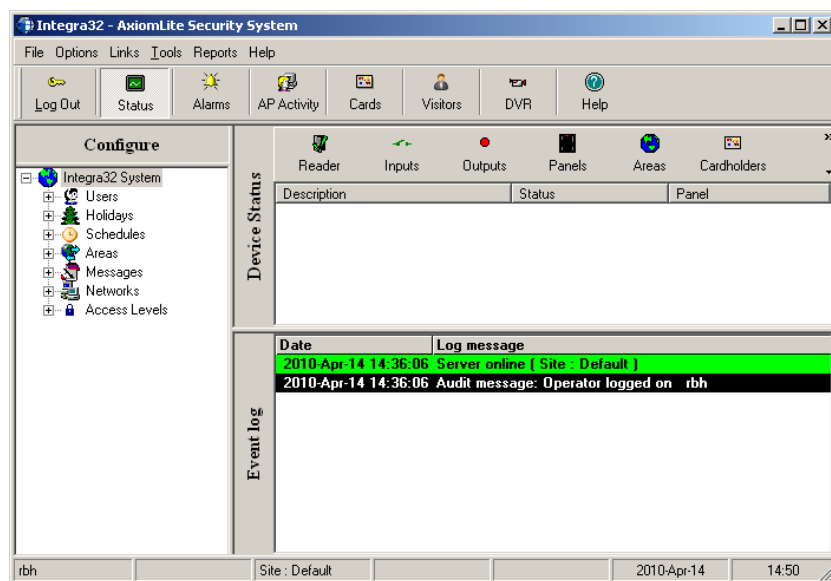 Integra32 - AxiomLite Security System
File Options Links Tools Reports Help
Log Out Status Alarms AP Activity Cards Visitors DVR Help
Configure
Integra32 System
Users
Holidays
Schedules
Areas
Messages
Networks
Access Levels
Device Status
Reader Inputs Outputs Panels Areas Cardholders
Description Status Panel
Event log
Date Log message
2010-Apr-14 14:36:06 Server online ( Site : Default )
2010-Apr-14 14:36:06 Audit message: Operator logged on rbh
rbh Site : Default 2010-Apr-14 14:50